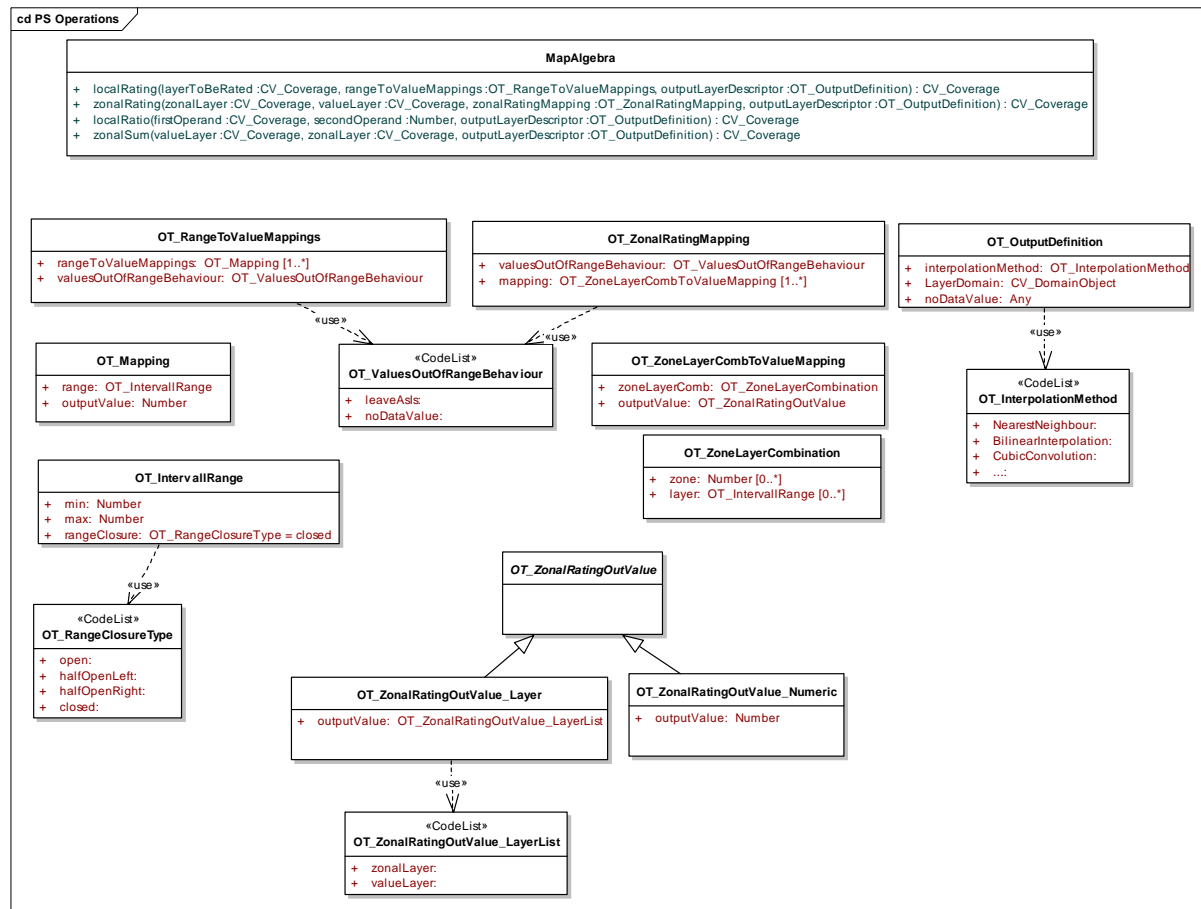 cd PS Operations
MapAlgebra
+ localRating(layerToBeRated :CV_Coverage, rangeToValueMappings :OT_RangeToValueMappings, outputLayerDescriptor :OT_OutputDefinition) : CV_Coverage
+ zonalRating(zonalLayer :CV_Coverage, valueLayer :CV_Coverage, zonalRatingMapping :OT_ZonalRatingMapping, outputLayerDescriptor :OT_OutputDefinition) : CV_Coverage
+ localRatio(firstOperand :CV_Coverage, secondOperand :Number, outputLayerDescriptor :OT_OutputDefinition) : CV_Coverage
+ zonalSum(valueLayer :CV_Coverage, zonalLayer :CV_Coverage, outputLayerDescriptor :OT_OutputDefinition) : CV_Coverage
OT_RangeToValueMappings
+ rangeToValueMappings: OT_Mapping [1..*]
+ valuesOutOfRangeBehaviour: OT_ValuesOutOfRangeBehaviour
OT_ZonalRatingMapping
+ valuesOutOfRangeBehaviour: OT_ValuesOutOfRangeBehaviour
+ mapping: OT_ZoneLayerCombToValueMapping [1..*]
OT_OutputDefinition
+ interpolationMethod: OT_InterpolationMethod
+ LayerDomain: CV_DomainObject
+ noDataValue: Any
«use»
«use»
«use»
OT_Mapping
+ range: OT_IntervallRange
+ outputValue: Number
«CodeList»
OT_ValuesOutOfRangeBehaviour
+ leaveAsIs:
+ noDataValue:
OT_ZoneLayerCombToValueMapping
+ zoneLayerComb: OT_ZoneLayerCombination
+ outputValue: OT_ZonalRatingOutValue
«CodeList»
OT_InterpolationMethod
+ NearestNeighbour:
+ BilinearInterpolation:
+ CubicConvolution:
+ ...:
OT_ZoneLayerCombination
+ zone: Number [0..*]
+ layer: OT_IntervallRange [0..*]
OT_IntervallRange
+ min: Number
+ max: Number
+ rangeClosure: OT_RangeClosureType = closed
«use»
OT_ZonalRatingOutValue
«CodeList»
OT_RangeClosureType
+ open:
+ halfOpenLeft:
+ halfOpenRight:
+ closed:
OT_ZonalRatingOutValue_Layer
+ outputValue: OT_ZonalRatingOutValue_LayerList
OT_ZonalRatingOutValue_Numeric
+ outputValue: Number
«use»
«CodeList»
OT_ZonalRatingOutValue_LayerList
+ zonalLayer:
+ valueLayer: